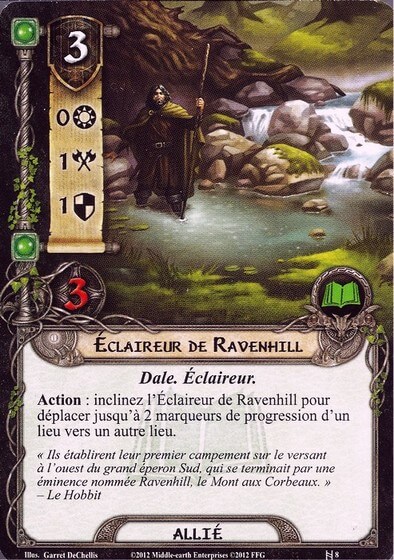 3
0
1
1
3
ÉCLAIREUR DE RAVENHILL
Dale. Éclaireur.
Action : inclinez l’Éclaireur de Ravenhill pour
déplacer jusqu’à 2 marqueurs de progression d’un
lieu vers un autre lieu.
« Ils établirent leur premier campement sur le versant
à l’ouest du grand éperon Sud, qui se terminait par une
éminence nommée Ravenhill, le Mont aux Corbeaux. »
– Le Hobbit
ALLIÉ
Illus. Garret DeChellis ©2012 Middle-earth Enterprises ©2012 FFG 8